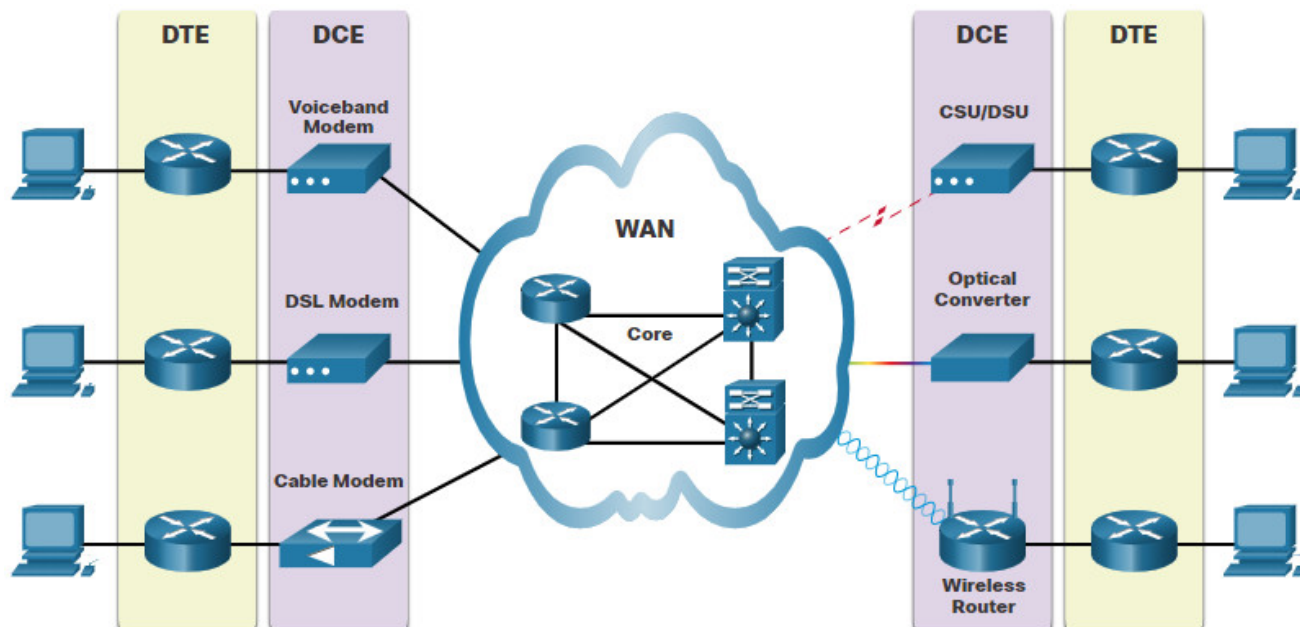 DTE
DCE
DCE
DTE
Voiceband
Modem
CSU/DSU
WAN
DSL Modem
Optical
Converter
Core
Cable Modem
Wireless
Router